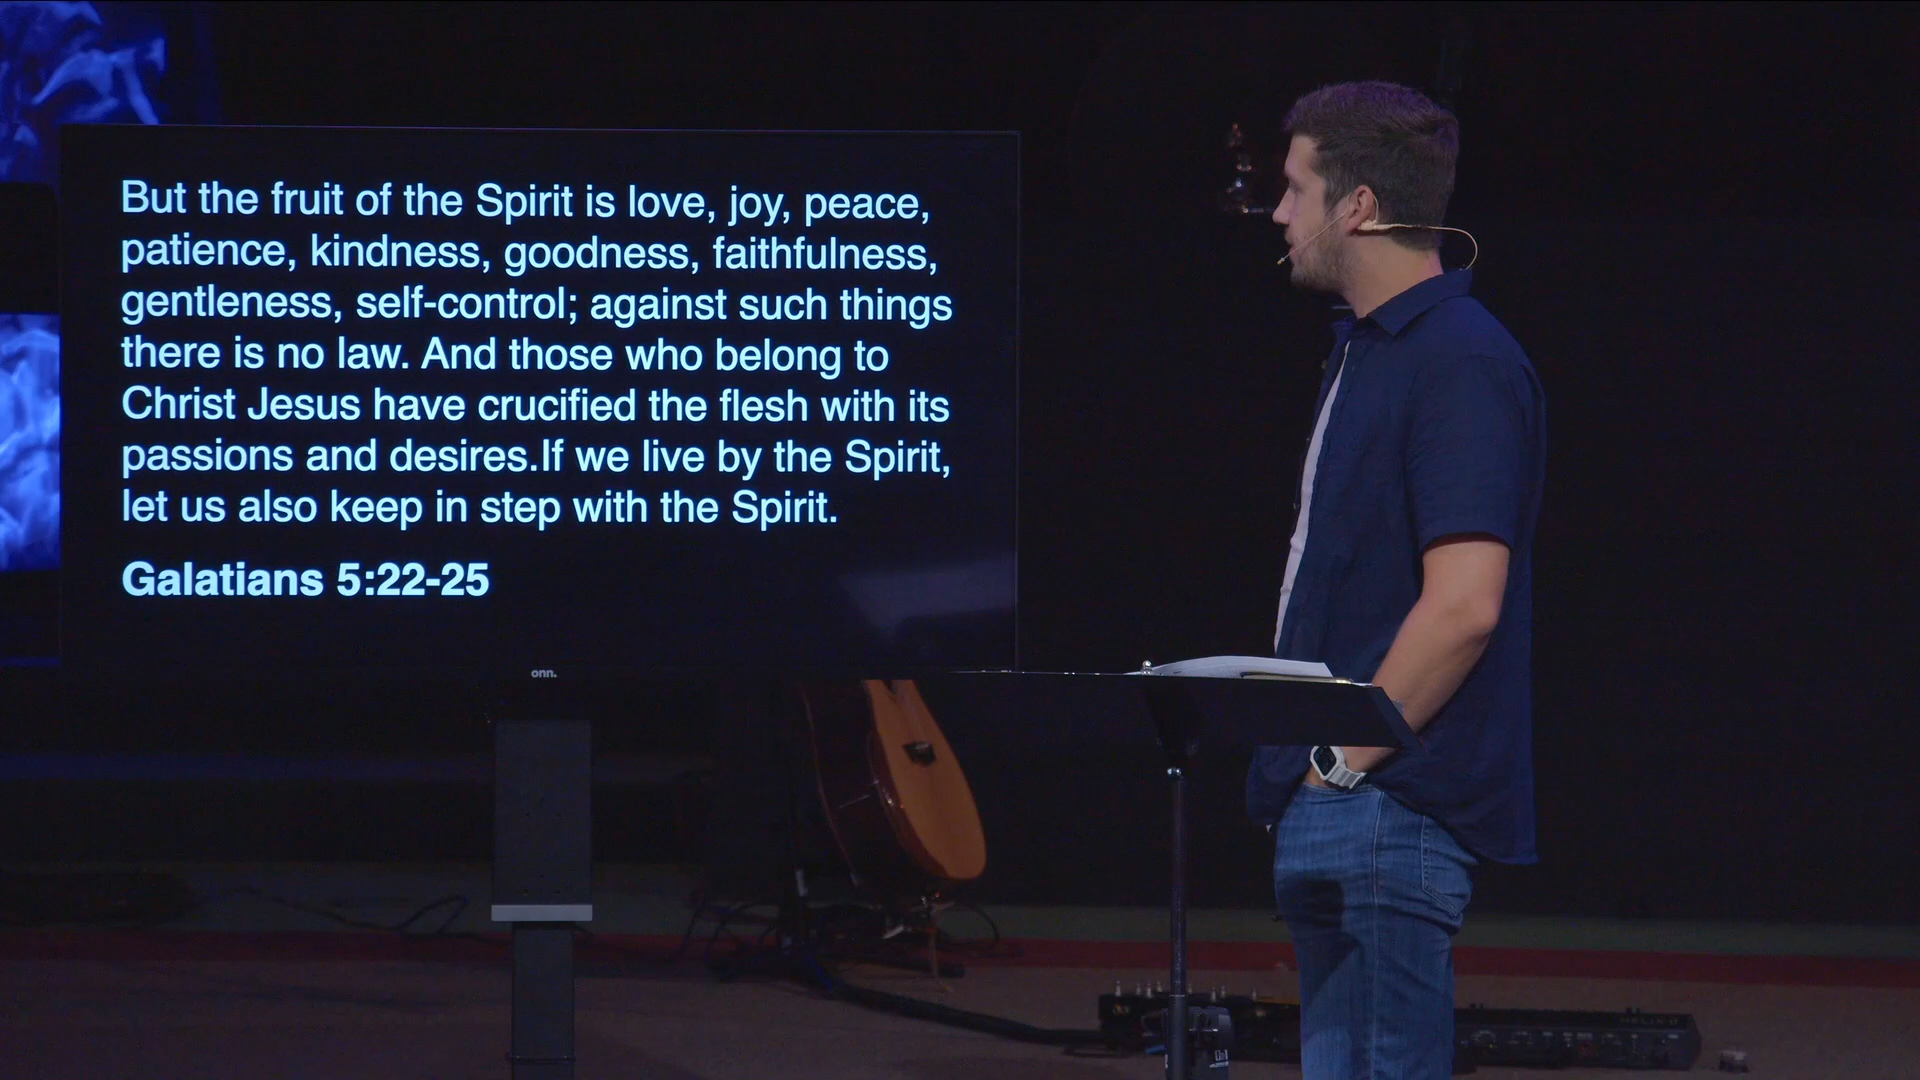 But the fruit of the Spirit is love, joy, peace,
patience, kindness, goodness, faithfulness,
gentleness, self-control; against such things
there is no law. And those who belong to
Christ Jesus have crucified the flesh with its
passions and desires.If we live by the Spirit,
let us also keep in step with the Spirit.
Galatians 5:22-25
onn.
HELIX